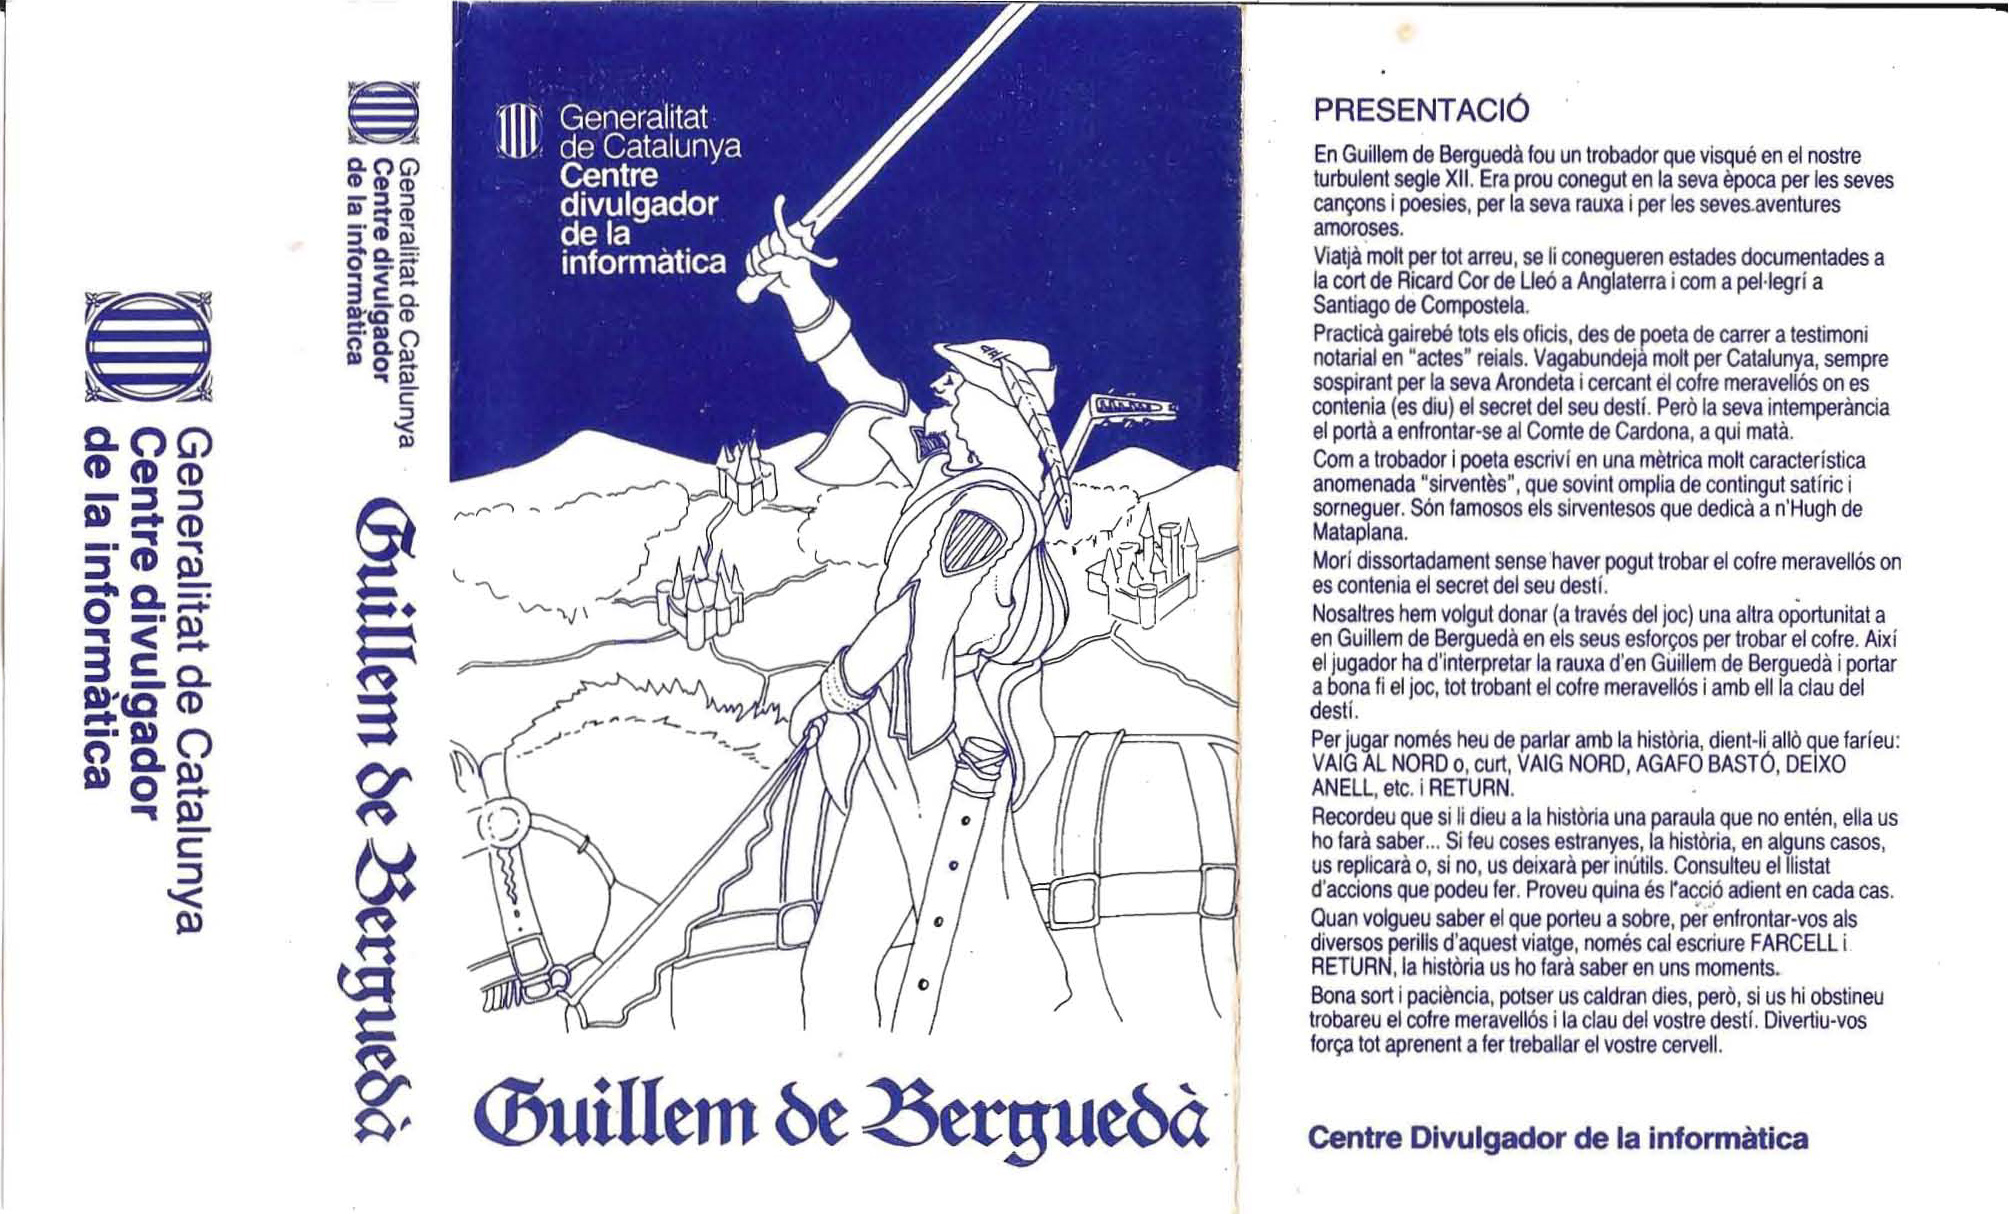 Generalitat de Catalunya
Centre divulgador
de la informàtica
Generalitat de Catalunya
Centre divulgador
de la informàtica
Guillem de Berguedà
Generalitat
de Catalunya
Centre
divulgador
de la
informàtica
Guillem de Berguedà
PRESENTACIÓ
En Guillem de Berguedà fou un trobador que visqué en el nostre
turbulent segle XII. Era prou conegut en la seva època per les seves
cançons i poesies, per la seva rauxa i per les seves aventures
amoroses.
Viatjà molt per tot arreu, se li conegueren estades documentades a
la cort de Ricard Cor de Lleó a Anglaterra i com a pel·legrí a
Santiago de Compostela.
Practicà gairebé tots els oficis, des de poeta de carrer a testimoni
notarial en "actes" reials. Vagabundejà molt per Catalunya, sempre
sospirant per la seva Arondeta i cercant el cofre meravellós on es
contenia (es diu) el secret del seu destí. Però la seva intemperància
el portà a enfrontar-se al Comte de Cardona, a qui matà.
Com a trobador i poeta escriví en una mètrica molt característica
anomenada "sirventès", que sovint omplia de contingut satíric i
sorneguer. Són famosos els sirventesos que dedicà a n'Hugh de
Mataplana.
Morí dissortadament sense haver pogut trobar el cofre meravellós on
es contenia el secret del seu destí.
Nosaltres hem volgut donar (a través del joc) una altra oportunitat a
en Guillem de Berguedà en els seus esforços per trobar el cofre. Així
el jugador ha d'interpretar la rauxa d'en Guillem de Berguedà i portar
a bona fi el joc, tot trobant el cofre meravellós i amb ell la clau del
destí.
Per jugar només heu de parlar amb la història, dient-li allò que faríeu:
VAIG AL NORD o, curt, VAIG NORD, AGAFO BASTÓ, DEIXO
ANELL, etc. i RETURN.
Recordeu que si li dieu a la història una paraula que no entén, ella us
ho farà saber... Si feu coses estranyes, la història, en alguns casos,
us replicarà o, si no, us deixarà per inútils. Consulteu el llistat
d'accions que podeu fer. Proveu quina és l'acció adient en cada cas.
Quan volgueu saber el que porteu a sobre, per enfrontar-vos als
diversos perills d'aquest viatge, només cal escriure FARCELL i
RETURN, la història us ho farà saber en uns moments.
Bona sort i paciència, potser us caldran dies, però, si us hi obstineu
trobareu el cofre meravellós i la clau del vostre destí. Divertiu-vos
força tot aprenent a fer treballar el vostre cervell.
Centre Divulgador de la informàtica